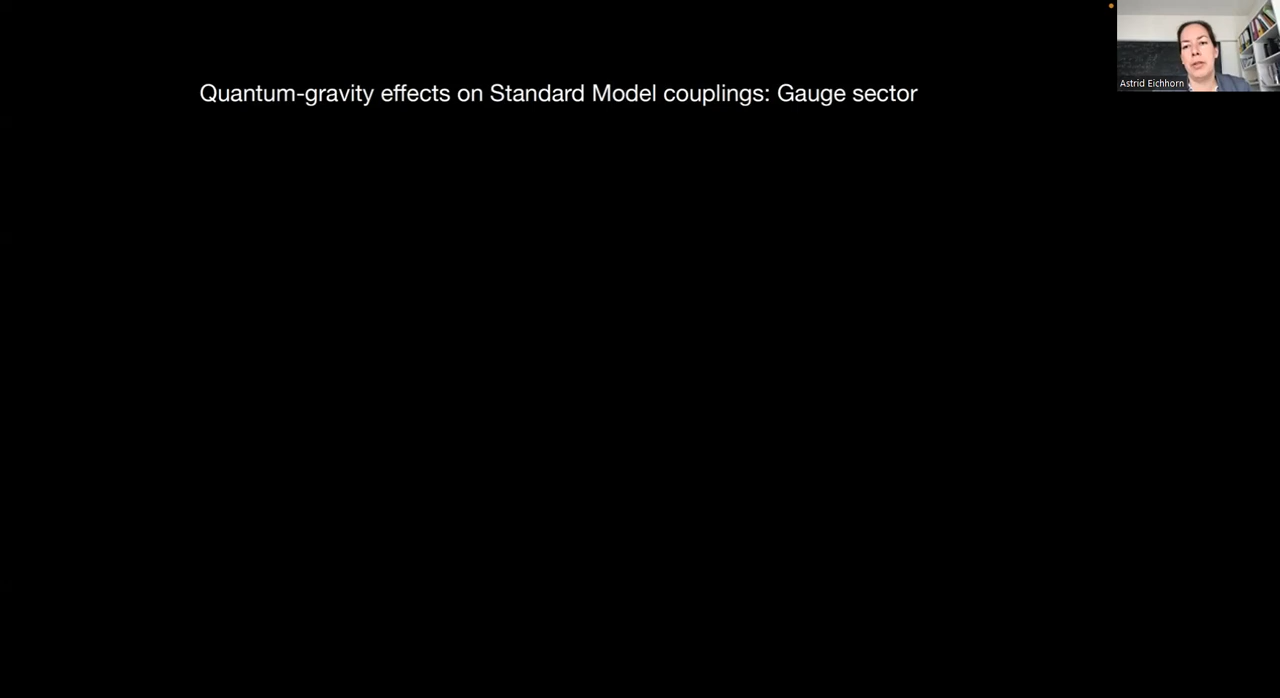 Quantum-gravity effects on Standard Model couplings: Gauge sector
Astrid Eichhorn